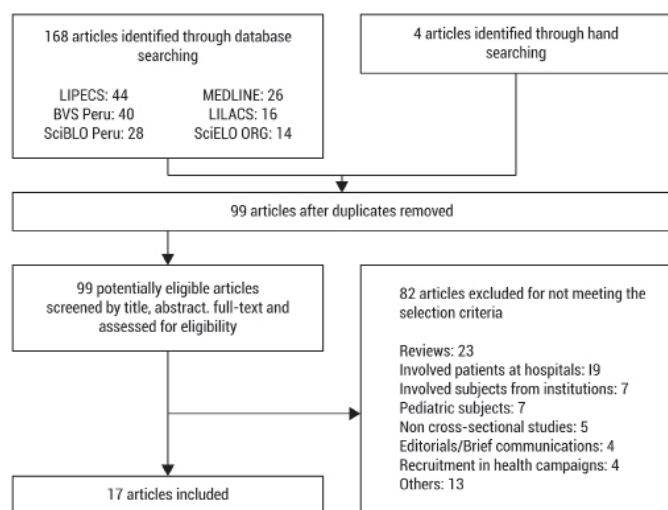 168 articles identified through database
searching
LIPECS: 44
MEDLINE: 26
BVS Peru: 40
LILACS: 16
SciBLO Peru: 28
SciELO ORG: 14
4 articles identified through hand
searching
99 articles after duplicates removed
99 potentially eligible articles
screened by title, abstract. full-text and
assessed for eligibility
82 articles excluded for not meeting the
selection criteria
Reviews: 23
Involved patients at hospitals: I9
Involved subjects from institutions: 7
Pediatric subjects: 7
Non cross-sectional studies: 5
Editorials/Brief communications: 4
Recruitment in health campaigns: 4
Others: 13
17 articles included